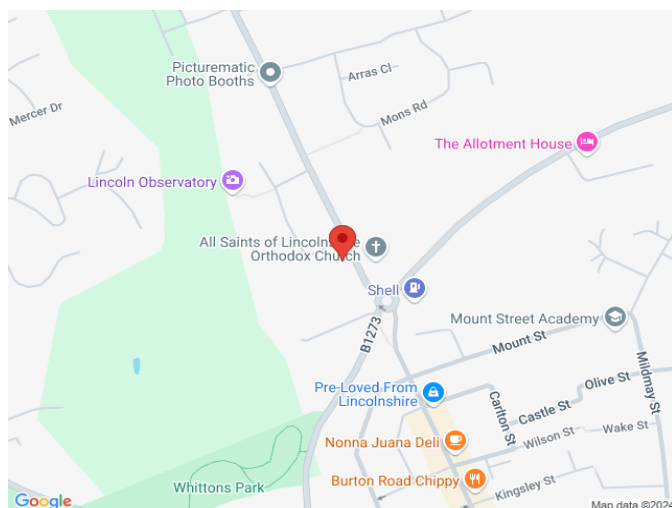 Picturematic
Photo Booths
Arras Cl
Mercer Dr
Mons Rd
The Allotment House
Lincoln Observatory
All Saints of Lincolnshire
Orthodox Church
Shell
B1273
Mount Street Academy
Mount St
Mildmay St
Pre-Loved From
Lincolnshire
Olive St
Carlton St
Castle St
Nonna Juana Deli
Wilson St
Wake St
Burton Road Chippy
Whittons Park
Kingsley St
Google
Map data ©2024